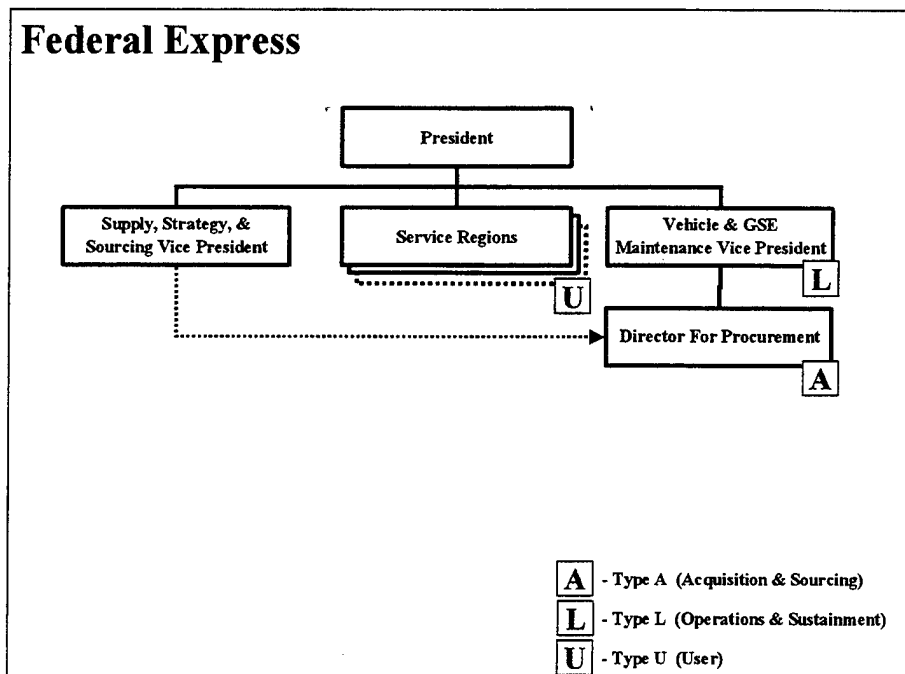 Federal Express
President
Supply, Strategy, &
Sourcing Vice President
Service Regions
U
Vehicle & GSE
Maintenance Vice President
L
Director For Procurement
A
A - Type A (Acquisition & Sourcing)
L - Type L (Operations & Sustainment)
U - Type U (User)